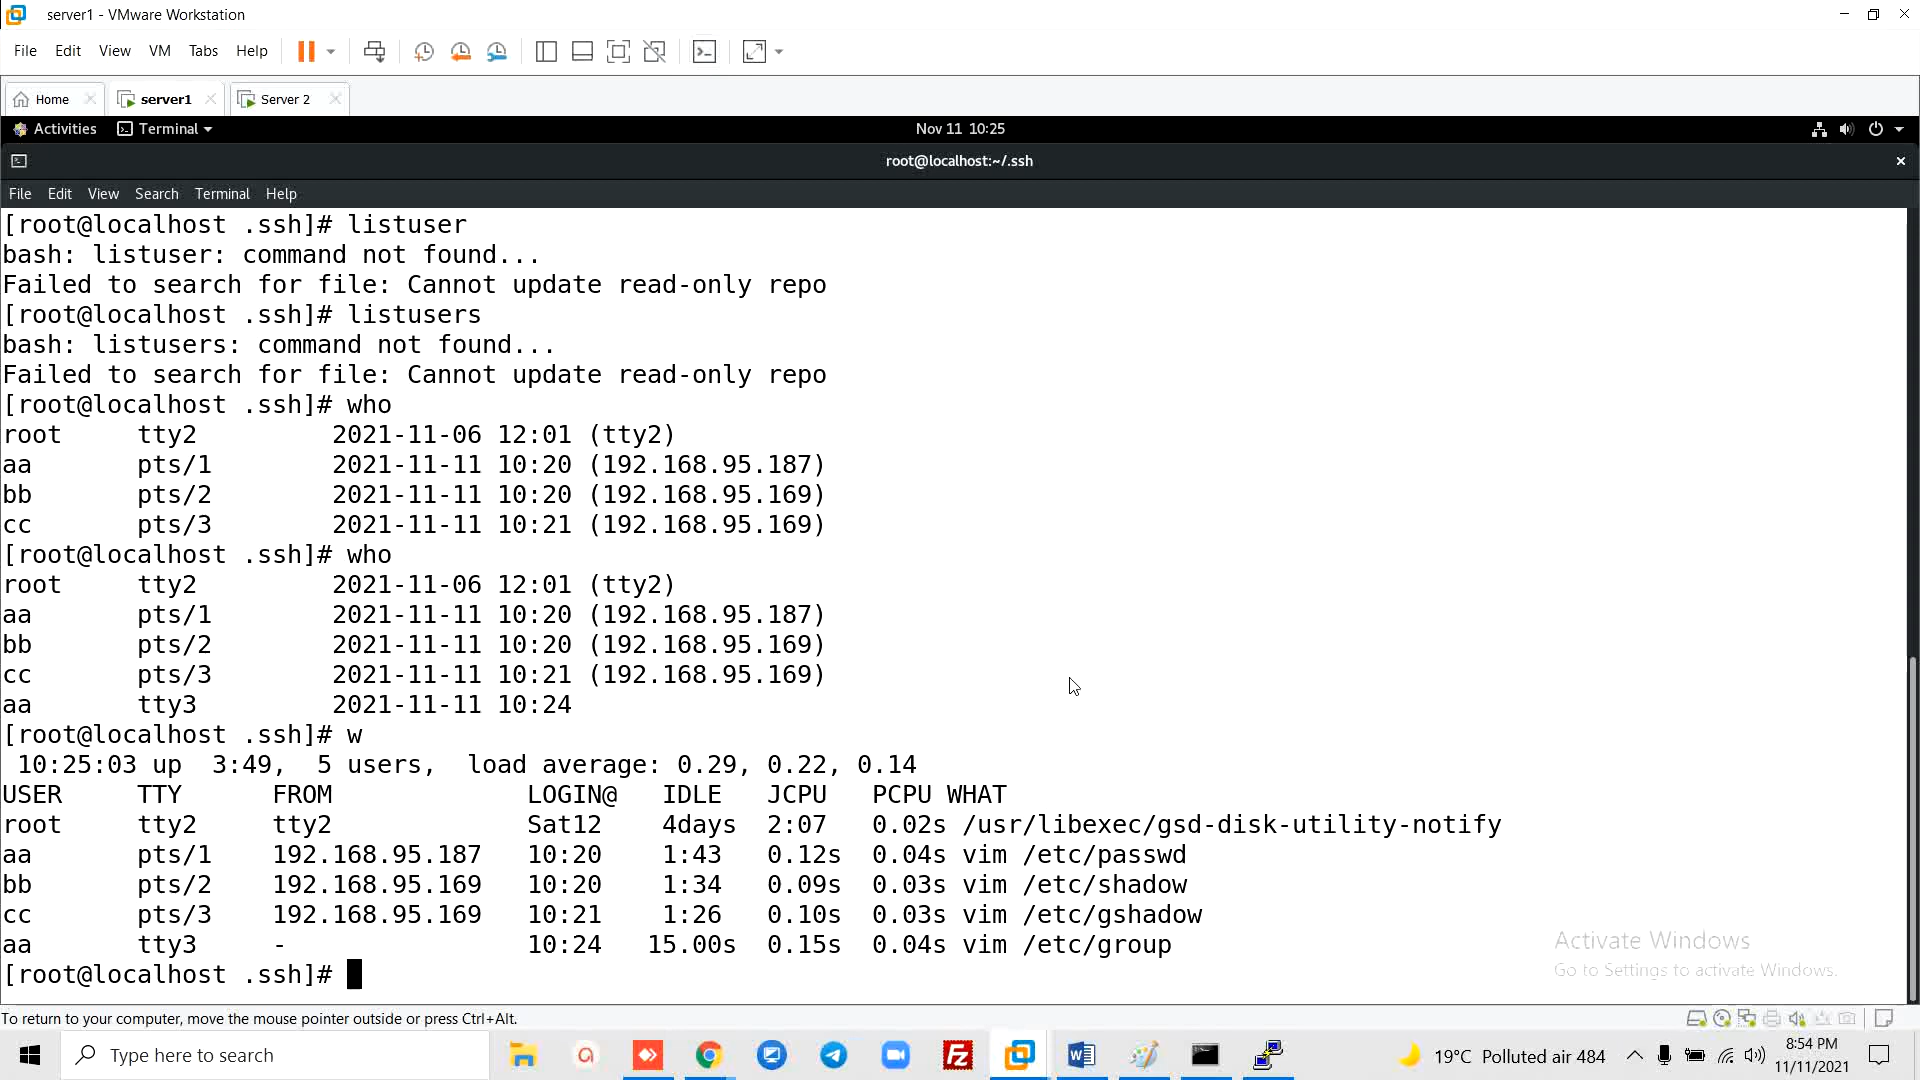 server1 - VMware Workstation
File Edit View VM Tabs Help
Home server1 Server 2
Activities Terminal Nov 11 10:25
root@localhost:~/.ssh
File Edit View Search Terminal Help
[root@localhost .ssh]# listuser
bash: listuser: command not found...
Failed to search for file: Cannot update read-only repo
[root@localhost .ssh]# listusers
bash: listusers: command not found...
Failed to search for file: Cannot update read-only repo
[root@localhost .ssh]# who
root     tty2         2021-11-06 12:01 (tty2)
aa       pts/1        2021-11-11 10:20 (192.168.95.187)
bb       pts/2        2021-11-11 10:20 (192.168.95.169)
cc       pts/3        2021-11-11 10:21 (192.168.95.169)
[root@localhost .ssh]# who
root     tty2         2021-11-06 12:01 (tty2)
aa       pts/1        2021-11-11 10:20 (192.168.95.187)
bb       pts/2        2021-11-11 10:20 (192.168.95.169)
cc       pts/3        2021-11-11 10:21 (192.168.95.169)
aa       tty3         2021-11-11 10:24
[root@localhost .ssh]# w
 10:25:03 up  3:49,  5 users,  load average: 0.29, 0.22, 0.14
USER     TTY      FROM             LOGIN@   IDLE   JCPU   PCPU WHAT
root     tty2     tty2             Sat12    4days  2:07   0.02s /usr/libexec/gsd-disk-utility-notify
aa       pts/1    192.168.95.187   10:20    1:43   0.12s  0.04s vim /etc/passwd
bb       pts/2    192.168.95.169   10:20    1:34   0.09s  0.03s vim /etc/shadow
cc       pts/3    192.168.95.169   10:21    1:26   0.10s  0.03s vim /etc/gshadow
aa       tty3     -                10:24   15.00s  0.15s  0.04s vim /etc/group
[root@localhost .ssh]#
Activate Windows
Go to Settings to activate Windows.
To return to your computer, move the mouse pointer outside or press Ctrl+Alt.
Type here to search
19°C Polluted air 484
8:54 PM
11/11/2021